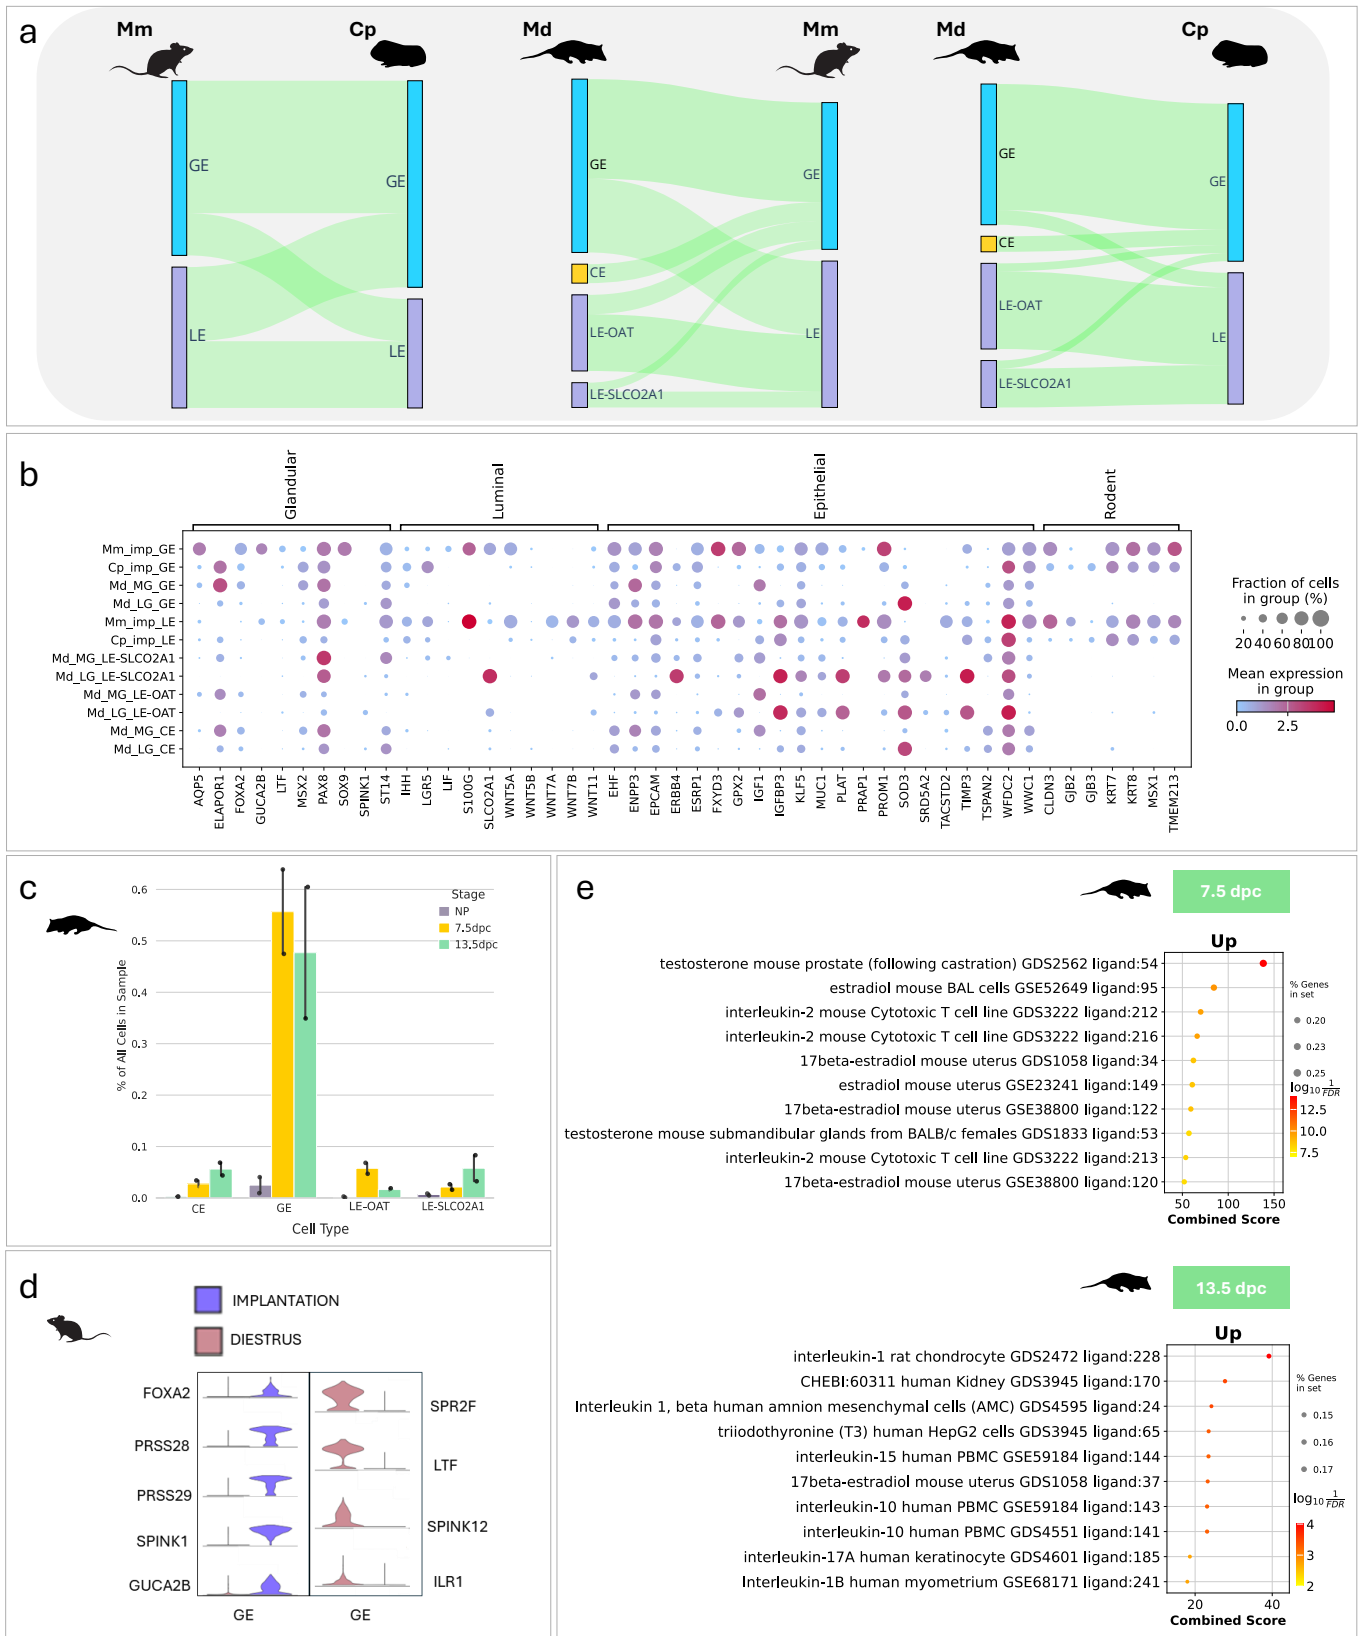 a
Mm
Cp
Md
Mm
Md
Cp
GE
LE
GE
LE
GE
CE
LE-OAT
LE-SLCO2A1
GE
LE
GE
CE
LE-OAT
LE-SLCO2A1
GE
LE
b
Glandular
Luminal
Epithelial
Rodent
Mm_imp_GE
Cp_imp_GE
Md_MG_GE
Md_LG_GE
Mm_imp_LE
Cp_imp_LE
Md_MG_LE-SLCO2A1
Md_LG_LE-SLCO2A1
Md_MG_LE-OAT
Md_LG_LE-OAT
Md_MG_CE
Md_LG_CE
AQP5
ELAPOR1
FOXA2
GUCA2B
LTF
MSX2
PAX8
SOX9
SPINK1
ST14
IHH
LGR5
LIF
S100G
SLCO2A1
WNT5A
WNT5B
WNT7A
WNT7B
WNT11
EHF
ENPP3
EPCAM
ERBB4
ESRP1
FXYD3
GPX2
IGF1
IGFBP3
KLF5
MUC1
PLAT
PRAP1
PROM1
SOD3
SRD5A2
TACSTD2
TIMP3
TSPAN2
WFDC2
WWC1
CLDN3
GJB2
GJB3
KRT7
KRT8
MSX1
TMEM213
Fraction of cells
in group (%)
20 40 60 80100
Mean expression
in group
0.0 2.5
c
% of All Cells in Sample
0.6
0.5
0.4
0.3
0.2
0.1
0.0
Stage
NP
7.5dpc
13.5dpc
CE GE LE-OAT LE-SLCO2A1
Cell Type
d
IMPLANTATION
DIESTRUS
FOXA2
PRSS28
PRSS29
SPINK1
GUCA2B
SPR2F
LTF
SPINK12
ILR1
GE
GE
e
7.5 dpc
Up
testosterone mouse prostate (following castration) GDS2562 ligand:54
estradiol mouse BAL cells GSE52649 ligand:95
interleukin-2 mouse Cytotoxic T cell line GDS3222 ligand:212
interleukin-2 mouse Cytotoxic T cell line GDS3222 ligand:216
17beta-estradiol mouse uterus GDS1058 ligand:34
estradiol mouse uterus GSE23241 ligand:149
17beta-estradiol mouse uterus GSE38800 ligand:122
testosterone mouse submandibular glands from BALB/c females GDS1833 ligand:53
interleukin-2 mouse Cytotoxic T cell line GDS3222 ligand:213
17beta-estradiol mouse uterus GSE38800 ligand:120
50 100 150
Combined Score
% Genes
in set
0.20
0.23
0.25
log10 1/FDR
12.5
10.0
7.5
13.5 dpc
Up
interleukin-1 rat chondrocyte GDS2472 ligand:228
CHEBI:60311 human Kidney GDS3945 ligand:170
Interleukin 1, beta human amnion mesenchymal cells (AMC) GDS4595 ligand:24
triiodothyronine (T3) human HepG2 cells GDS3945 ligand:65
interleukin-15 human PBMC GSE59184 ligand:144
17beta-estradiol mouse uterus GDS1058 ligand:37
interleukin-10 human PBMC GSE59184 ligand:143
interleukin-10 human PBMC GDS4551 ligand:141
interleukin-17A human keratinocyte GDS4601 ligand:185
Interleukin-1B human myometrium GSE68171 ligand:241
20 40
Combined Score
% Genes
in set
0.15
0.16
0.17
log10 1/FDR
4
3
2